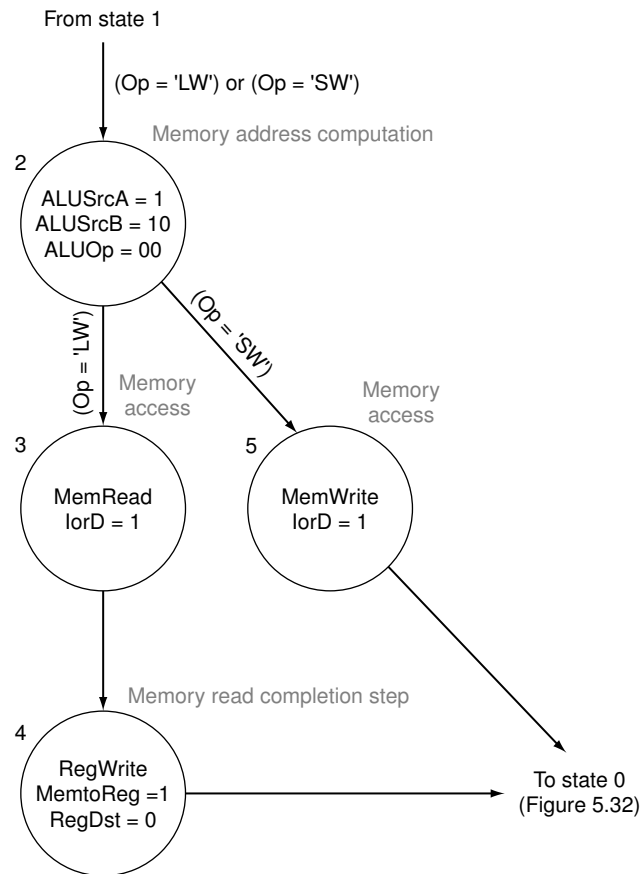 From state 1
(Op = 'LW') or (Op = 'SW')
Memory address computation
2
ALUSrcA = 1
ALUSrcB = 10
ALUOp = 00
(Op = 'LW')
(Op = 'SW')
Memory
access
Memory
access
3
MemRead
IorD = 1
5
MemWrite
IorD = 1
Memory read completion step
4
RegWrite
MemtoReg =1
RegDst = 0
To state 0
(Figure 5.32)